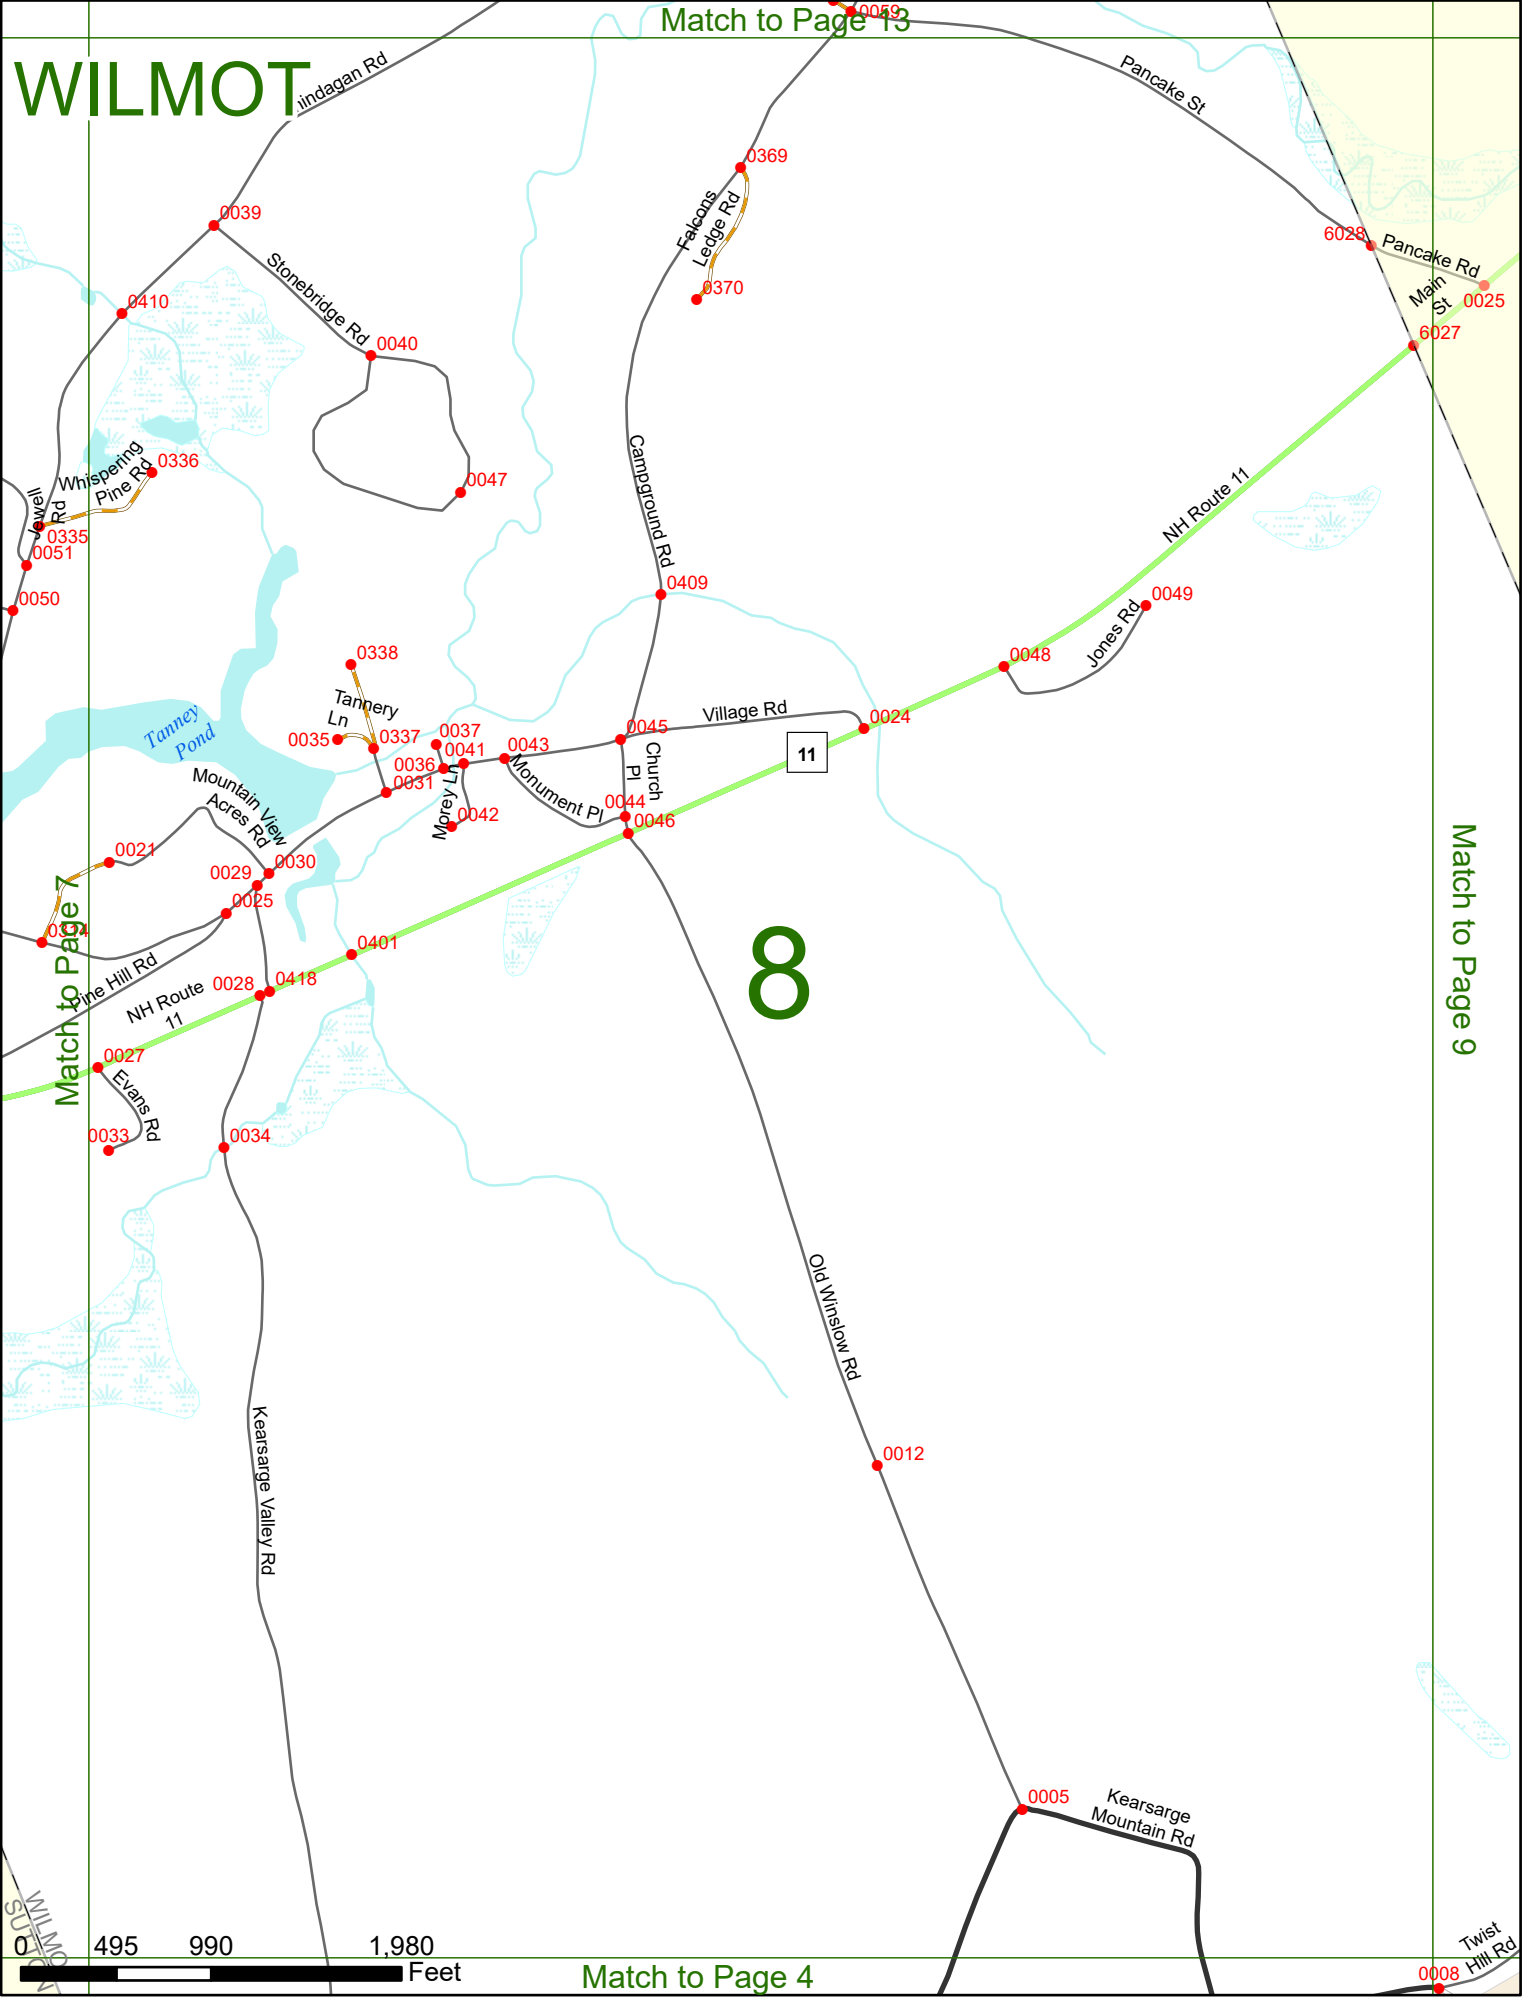 Match to Page 13
0059
WILMOT
hindagan Rd
Pancake St
0369
Falcons
Ledge Rd
0370
0039
Stonebridge Rd
0410
0040
6028
Pancake Rd
Main
St
0025
6027
Whispering
Pine Rd
0336
0047
Jewell
Rd
0335
0051
0050
Campground Rd
0409
NH Route 11
0049
Jones Rd
0048
0338
Tannery
Ln
0035
0337
0037
0036
0041
0043
0045
Village Rd
0024
11
Tanney
Pond
Mountain View
Acres Rd
0031
Morey Ln
0042
Monument Pl
Church
Pl
0044
0046
0021
0030
0029
0025
0314
Match to Page 7
Pine Hill Rd
0401
0418
0028
NH Route
11
8
Match to Page 9
0027
Evans Rd
0033
0034
Old Winslow Rd
Kearsarge Valley Rd
0012
0005
Kearsarge
Mountain Rd
WILMO
SUTTON
0 495 990 1,980
Feet
Match to Page 4
Twist
Hill Rd
0008